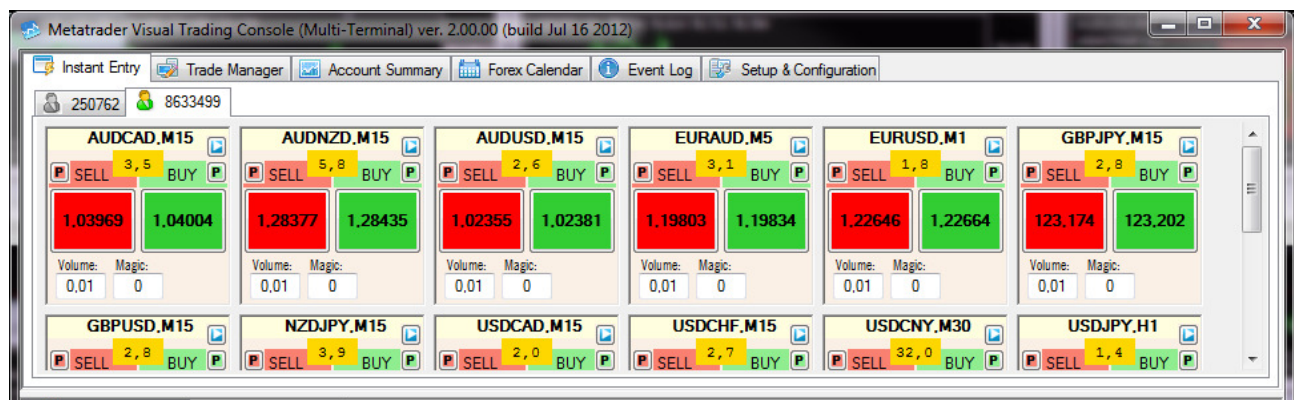 Metatrader Visual Trading Console (Multi-Terminal) ver. 2.00.00 (build Jul 16 2012)
Instant Entry Trade Manager Account Summary Forex Calendar Event Log Setup & Configuration
250762 8633499
AUDCAD,M15 AUDNZD,M15 AUDUSD,M15 EURAUD,M5 EURUSD,M1 GBPJPY,M15
P SELL 3,5 BUY P P SELL 5,8 BUY P P SELL 2,6 BUY P P SELL 3,1 BUY P P SELL 1,8 BUY P P SELL 2,8 BUY P
1,03969 1,04004 1,28377 1,28435 1,02355 1,02381 1,19803 1,19834 1,22646 1,22664 123,174 123,202
Volume: Magic: Volume: Magic: Volume: Magic: Volume: Magic: Volume: Magic: Volume: Magic:
0,01 0 0,01 0 0,01 0 0,01 0 0,01 0 0,01 0
GBPUSD,M15 NZDJPY,M15 USDCAD,M15 USDCHF,M15 USDCNY,M30 USDJPY,H1
P SELL 2,8 BUY P P SELL 3,9 BUY P P SELL 2,0 BUY P P SELL 2,7 BUY P P SELL 32,0 BUY P P SELL 1,4 BUY P